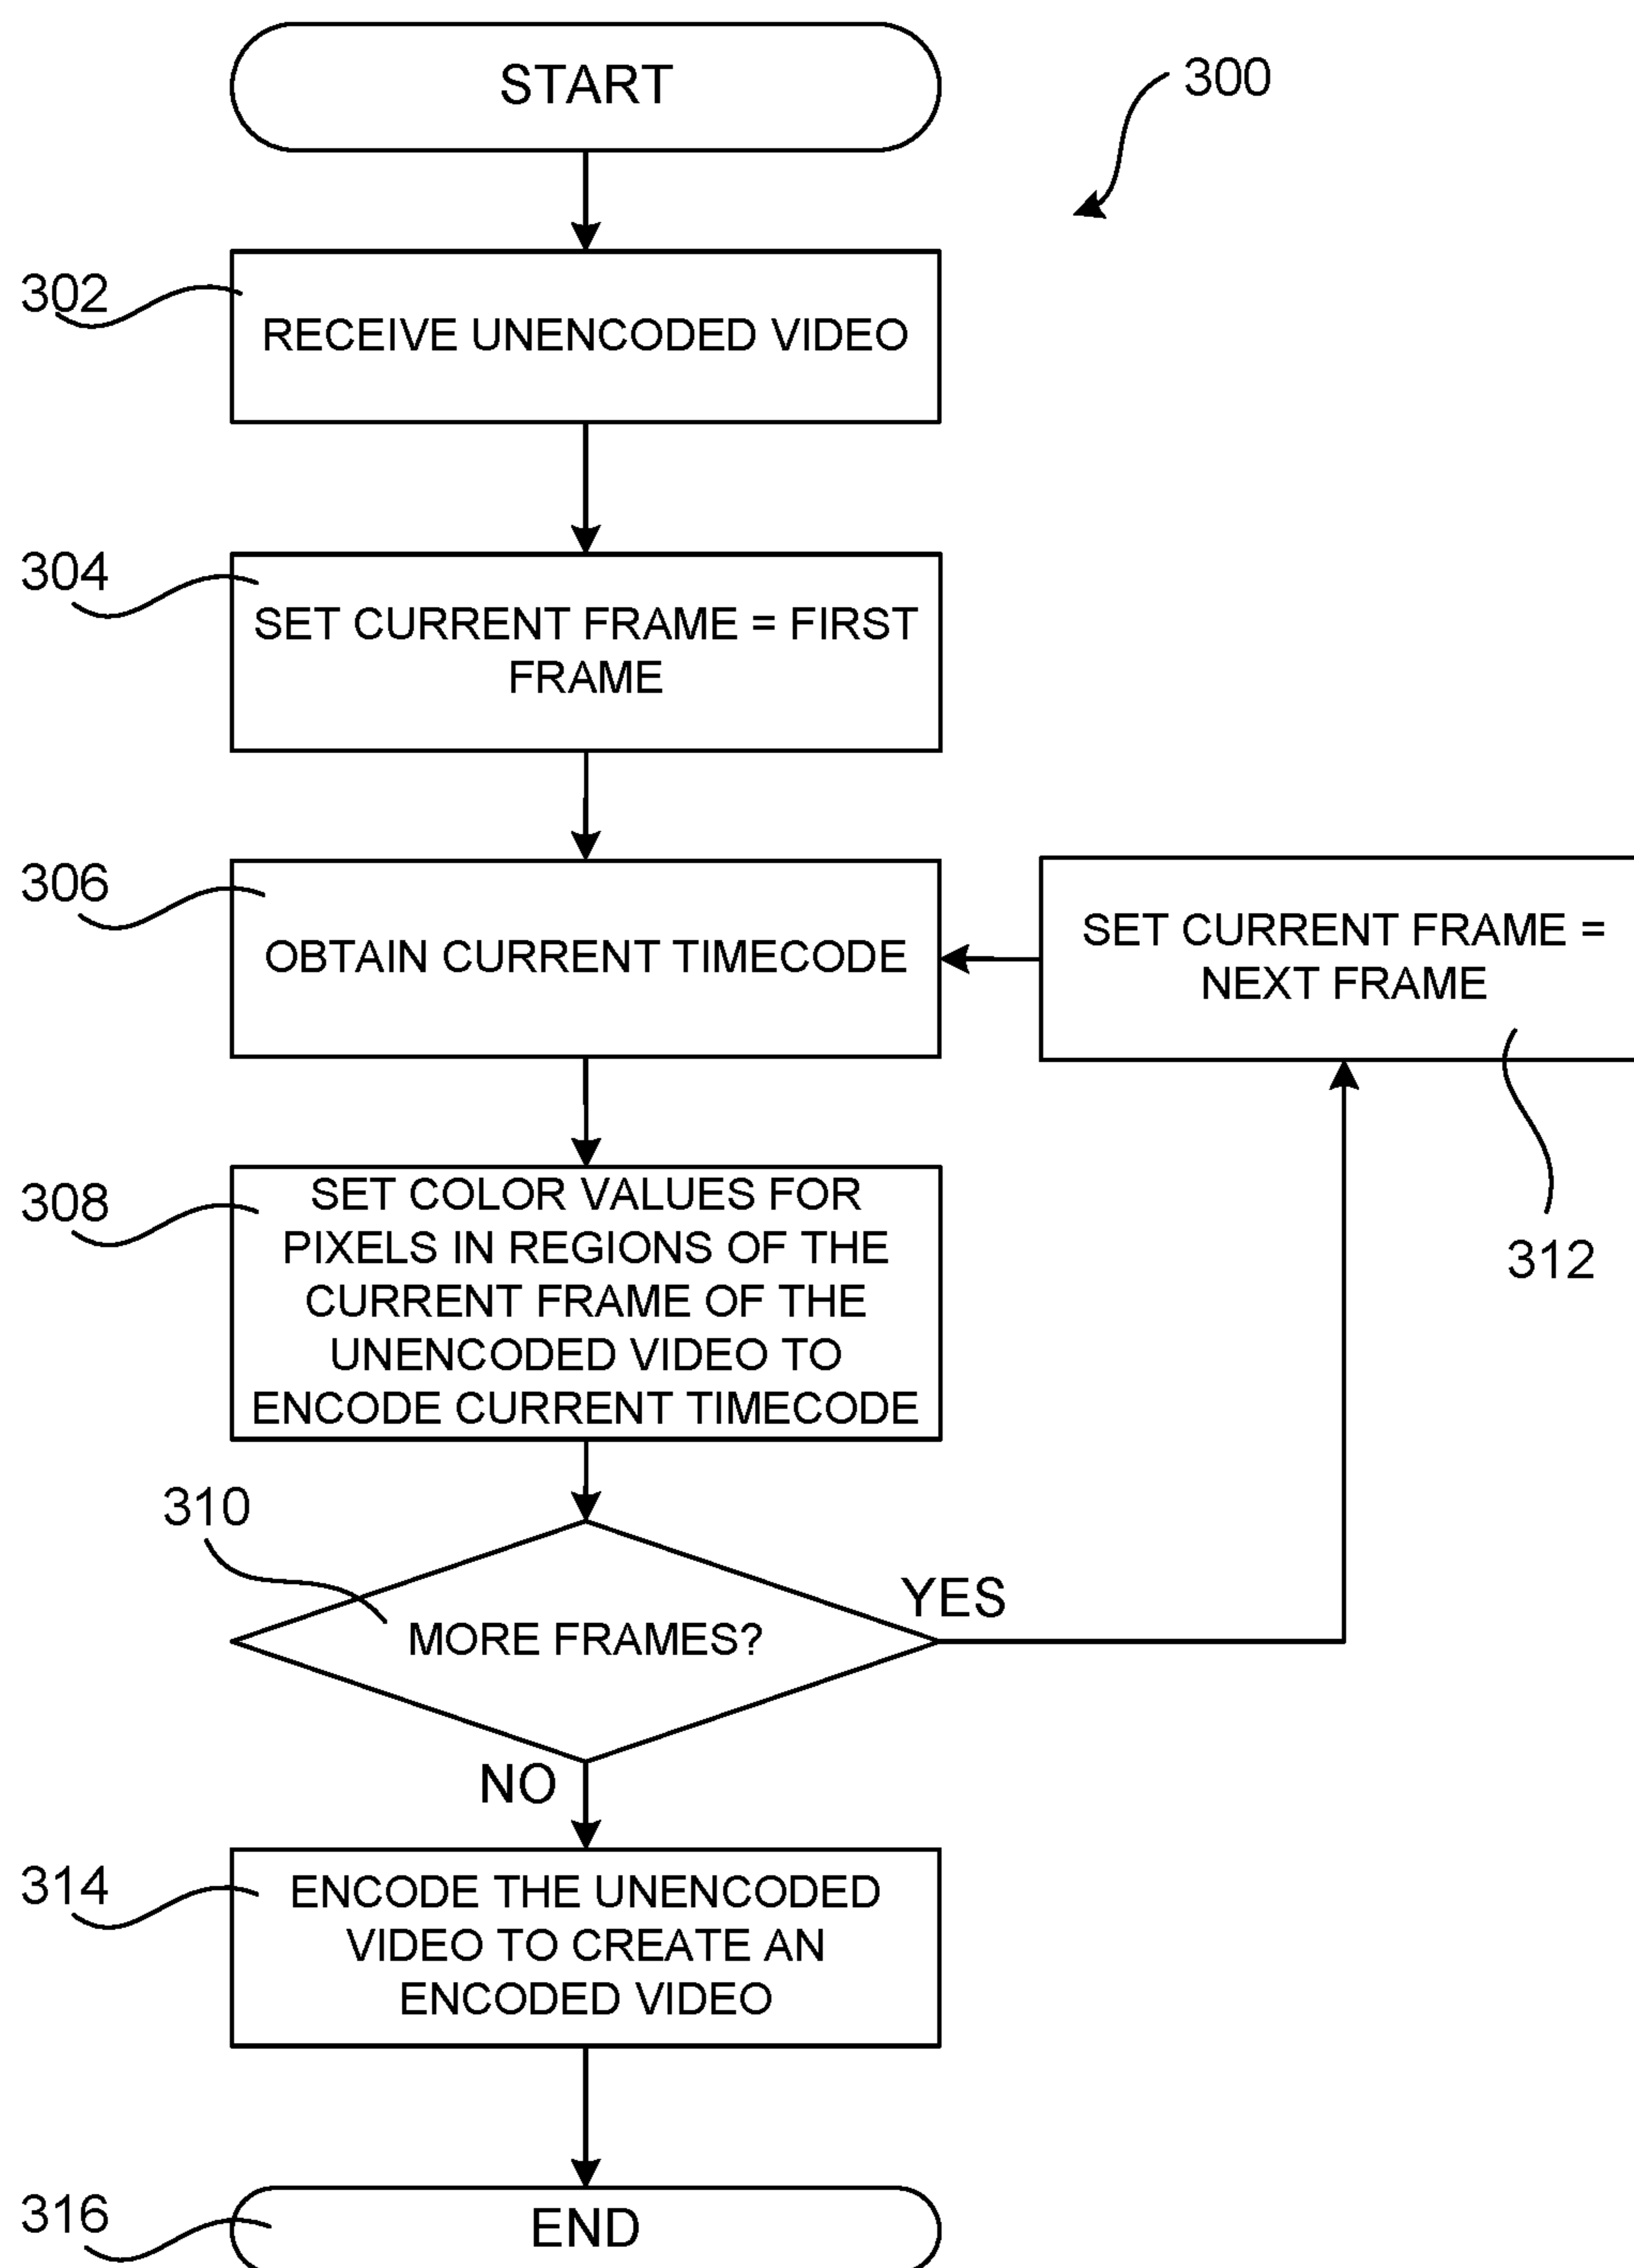 START
300
302
RECEIVE UNENCODED VIDEO
304
SET CURRENT FRAME = FIRST
FRAME
306
OBTAIN CURRENT TIMECODE
SET CURRENT FRAME =
NEXT FRAME
312
308
SET COLOR VALUES FOR
PIXELS IN REGIONS OF THE
CURRENT FRAME OF THE
UNENCODED VIDEO TO
ENCODE CURRENT TIMECODE
310
MORE FRAMES?
YES
NO
314
ENCODE THE UNENCODED
VIDEO TO CREATE AN
ENCODED VIDEO
316
END